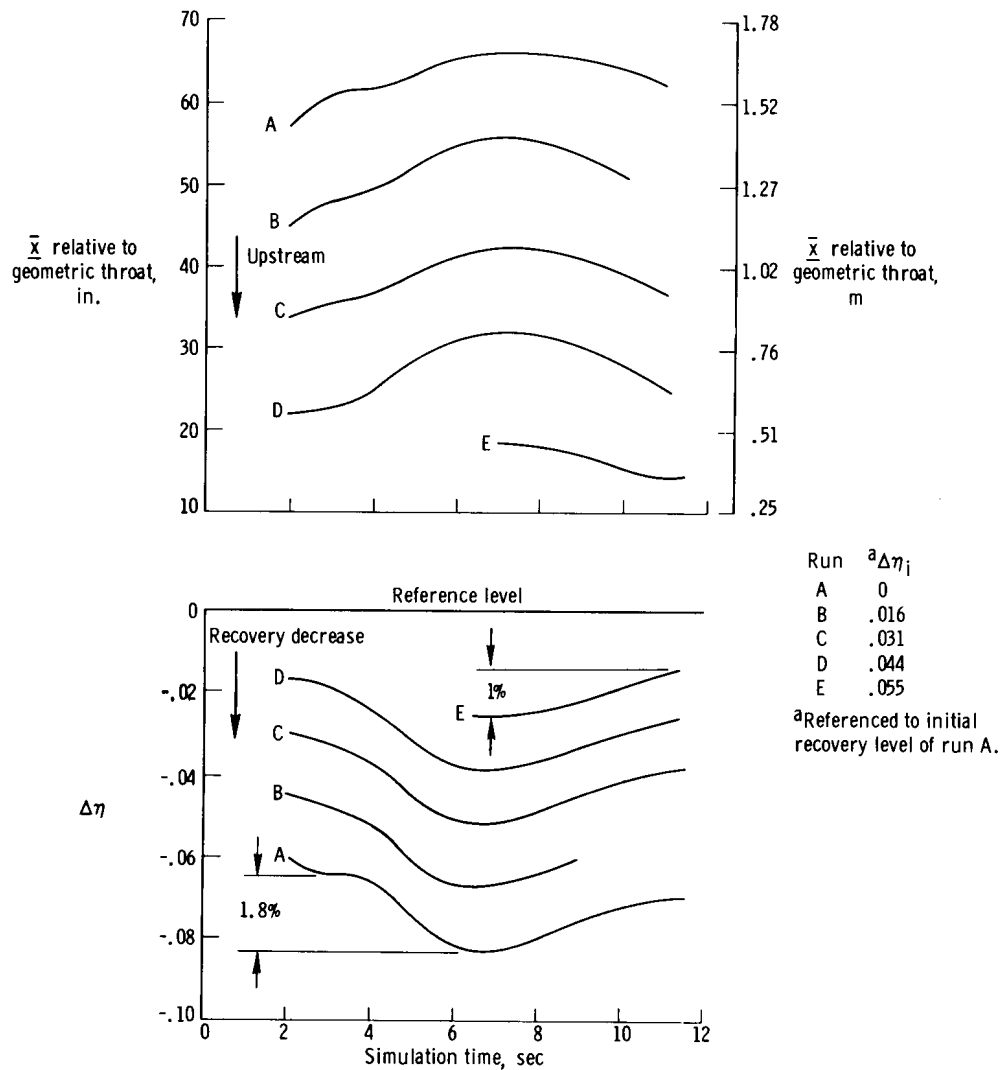 70
60
50
40
30
20
10
x̄ relative to
geometric throat,
in.
Upstream
A
B
C
D
E
1.78
1.52
1.27
1.02
.76
.51
.25
x̄ relative to
geometric throat,
m
Reference level
0
-.02
-.04
-.06
-.08
-.10
Δη
Recovery decrease
D
C
B
A
E
1%
1.8%
0 2 4 6 8 10 12
Simulation time, sec
Run aΔηi
A 0
B .016
C .031
D .044
E .055
aReferenced to initial
recovery level of run A.